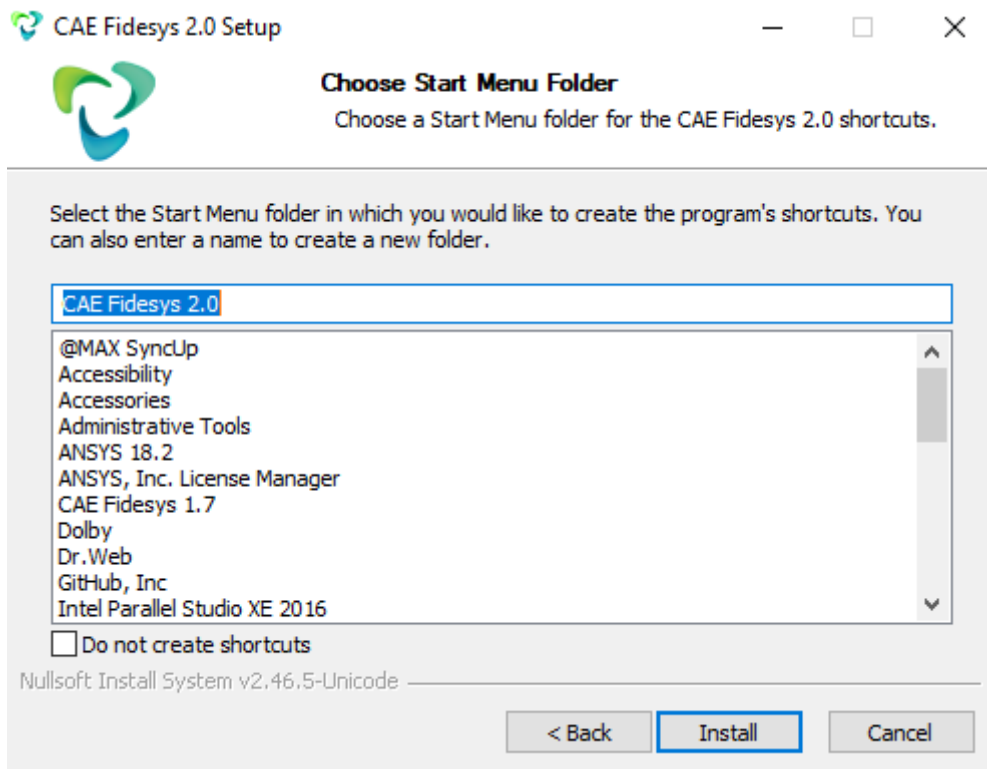 CAE Fidesys 2.0 Setup
Choose Start Menu Folder
Choose a Start Menu folder for the CAE Fidesys 2.0 shortcuts.
Select the Start Menu folder in which you would like to create the program's shortcuts. You
can also enter a name to create a new folder.
CAE Fidesys 2.0
@MAX SyncUp
Accessibility
Accessories
Administrative Tools
ANSYS 18.2
ANSYS, Inc. License Manager
CAE Fidesys 1.7
Dolby
Dr.Web
GitHub, Inc
Intel Parallel Studio XE 2016
Do not create shortcuts
Nullsoft Install System v2.46.5-Unicode
< Back Install Cancel